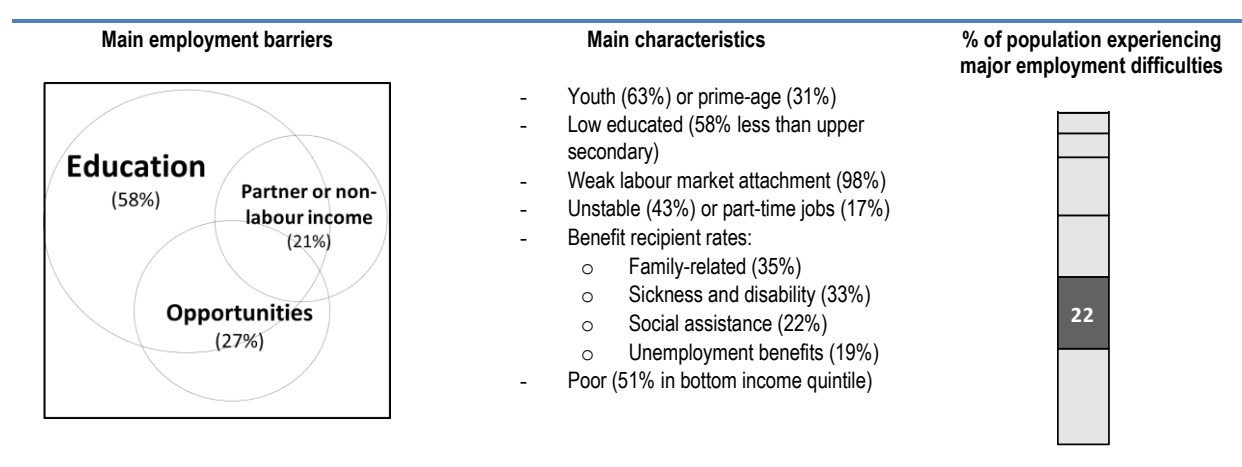 Main employment barriers
Education
(58%)
Partner or non-
labour income
(21%)
Opportunities
(27%)
Main characteristics
- Youth (63%) or prime-age (31%)
- Low educated (58% less than upper
secondary)
- Weak labour market attachment (98%)
- Unstable (43%) or part-time jobs (17%)
- Benefit recipient rates:
o Family-related (35%)
o Sickness and disability (33%)
o Social assistance (22%)
o Unemployment benefits (19%)
- Poor (51% in bottom income quintile)
% of population experiencing
major employment difficulties
22